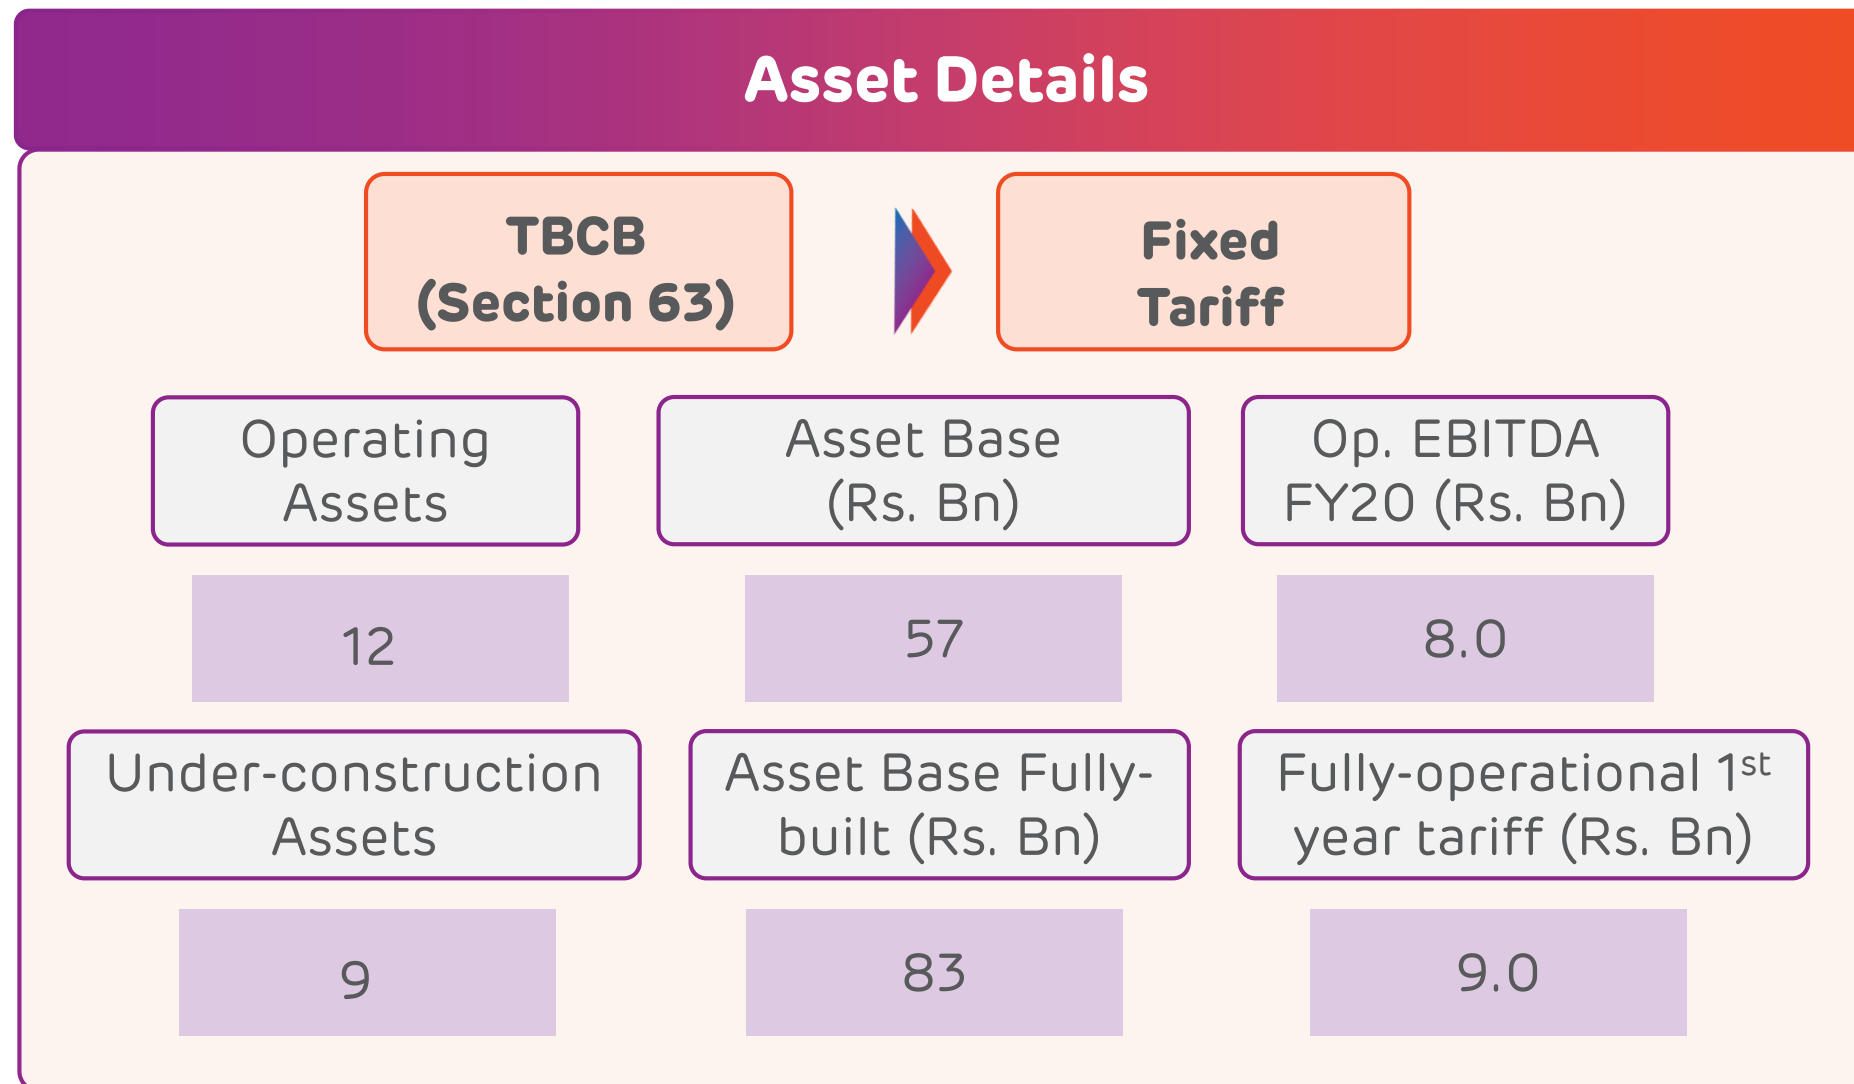 Asset Details
TBCB
(Section 63)
Fixed
Tariff
Operating
Assets
Asset Base
(Rs. Bn)
Op. EBITDA
FY20 (Rs. Bn)
12
57
8.0
Under-construction
Assets
Asset Base Fully-
built (Rs. Bn)
Fully-operational 1st
year tariff (Rs. Bn)
9
83
9.0